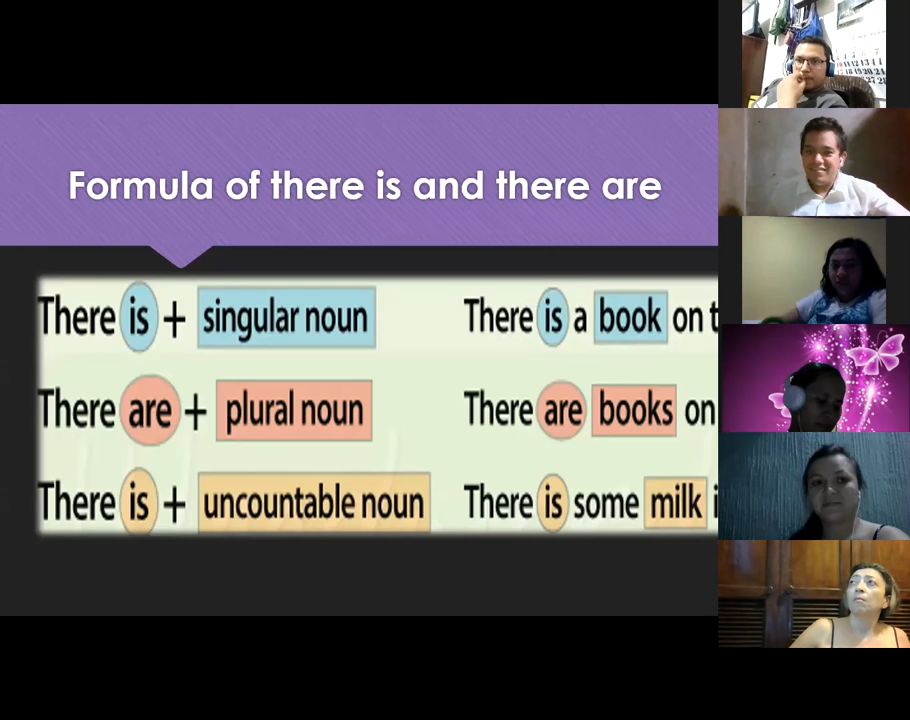 Formula of there is and there are
There is + singular noun
There is a book on t
There are + plural noun
There are books on
There is + uncountable noun
There is some milk i